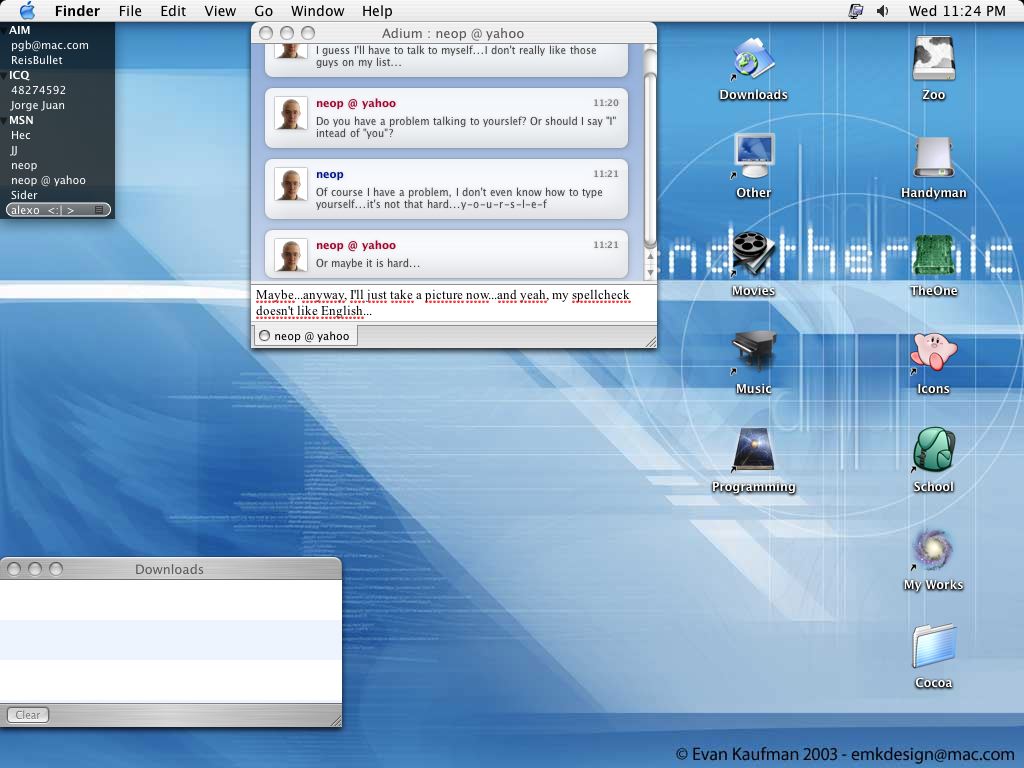 Finder File Edit View Go Window Help Wed 11:24 PM
AIM
pgb@mac.com
ReisBullet
ICQ
48274592
Jorge Juan
MSN
Hec
JJ
neop
neop @ yahoo
Sider
alexo <:| >
Adium : neop @ yahoo
I guess I'll have to talk to myself...I don't really like those
guys on my list...
neop @ yahoo 11:20
Do you have a problem talking to yourslef? Or should I say "I"
intead of "you"?
neop 11:21
Of course I have a problem, I don't even know how to type
yourself...it's not that hard...y-o-u-r-s-l-e-f
neop @ yahoo 11:21
Or maybe it is hard...
Maybe...anyway, I'll just take a picture now...and yeah, my spellcheck
doesn't like English...
neop @ yahoo
Downloads
Zoo
Other
Handyman
Movies
TheOne
Music
Icons
Programming
School
My Works
Cocoa
Downloads
Clear
© Evan Kaufman 2003 - emkdesign@mac.com